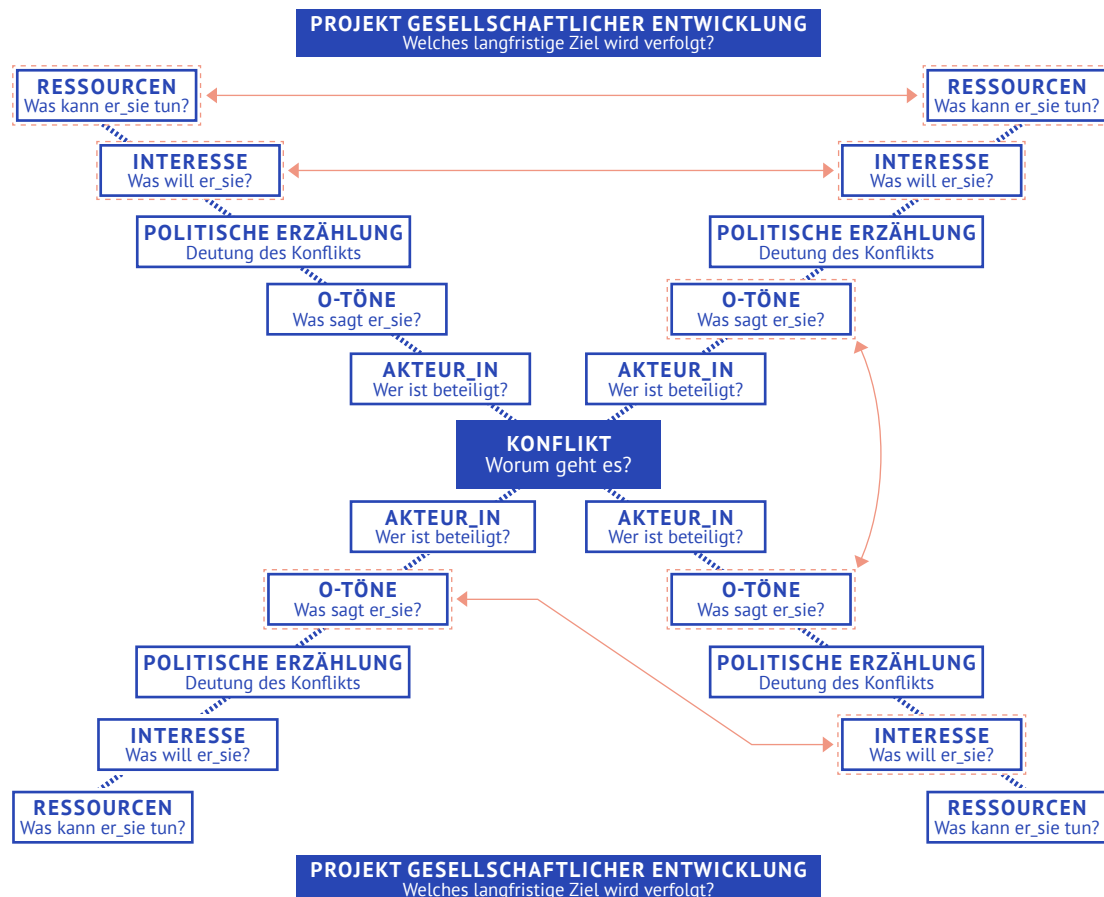 PROJEKT GESELLSCHAFTLICHER ENTWICKLUNG
Welches langfristige Ziel wird verfolgt?
RESSOURCEN
Was kann er_sie tun?
RESSOURCEN
Was kann er_sie tun?
INTERESSE
Was will er_sie?
INTERESSE
Was will er_sie?
POLITISCHE ERZÄHLUNG
Deutung des Konflikts
POLITISCHE ERZÄHLUNG
Deutung des Konflikts
O-TÖNE
Was sagt er_sie?
O-TÖNE
Was sagt er_sie?
AKTEUR_IN
Wer ist beteiligt?
AKTEUR_IN
Wer ist beteiligt?
KONFLIKT
Worum geht es?
AKTEUR_IN
Wer ist beteiligt?
AKTEUR_IN
Wer ist beteiligt?
O-TÖNE
Was sagt er_sie?
O-TÖNE
Was sagt er_sie?
POLITISCHE ERZÄHLUNG
Deutung des Konflikts
POLITISCHE ERZÄHLUNG
Deutung des Konflikts
INTERESSE
Was will er_sie?
INTERESSE
Was will er_sie?
RESSOURCEN
Was kann er_sie tun?
RESSOURCEN
Was kann er_sie tun?
PROJEKT GESELLSCHAFTLICHER ENTWICKLUNG
Welches langfristige Ziel wird verfolgt?